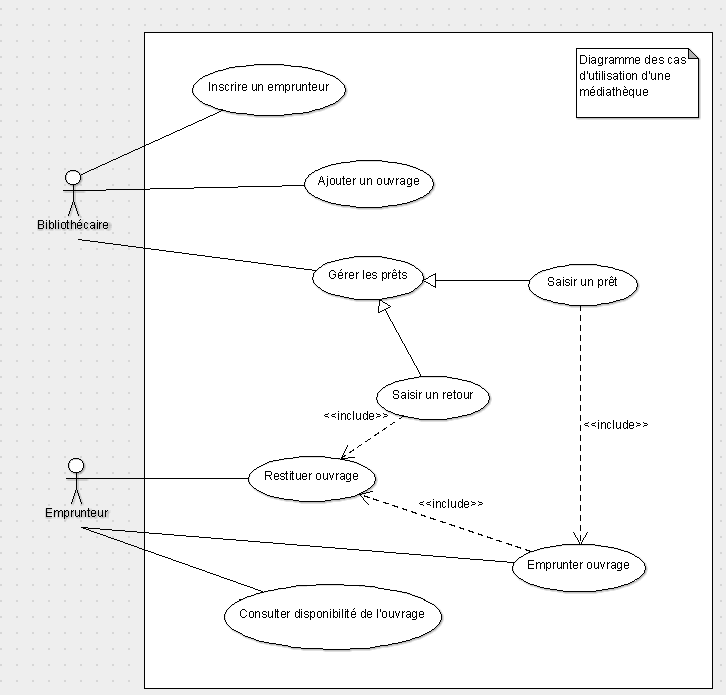 Diagramme des cas
d'utilisation d'une
médiathèque
Inscrire un emprunteur
Ajouter un ouvrage
Bibliothécaire
Gérer les prêts
Saisir un prêt
Saisir un retour
<<include>>
<<include>>
Restituer ouvrage
<<include>>
Emprunteur
Emprunter ouvrage
Consulter disponibilité de l'ouvrage